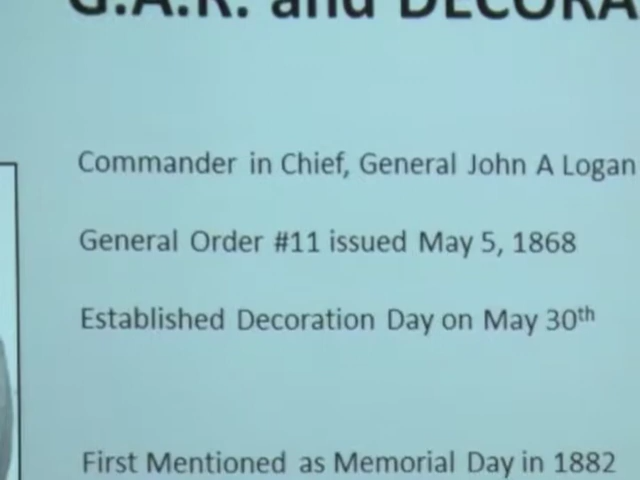 G.A.R. and DECORA
Commander in Chief, General John A Logan
General Order #11 issued May 5, 1868
Established Decoration Day on May 30th
First Mentioned as Memorial Day in 1882